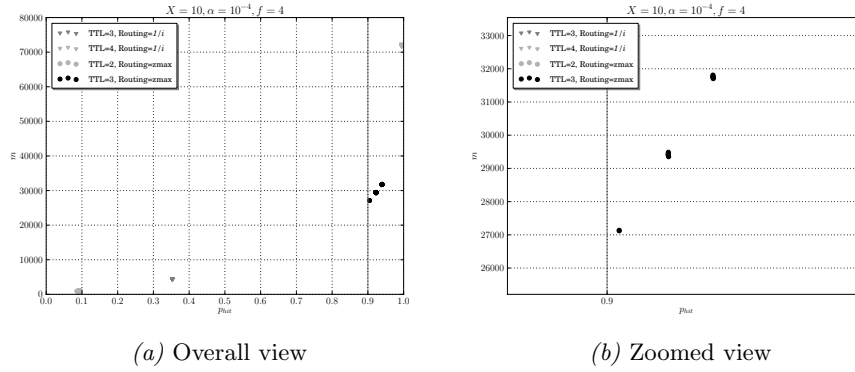 X = 10, α = 10⁻⁴, f = 4
TTL=3, Routing=1/i
TTL=4, Routing=1/i
TTL=2, Routing=zmax
TTL=3, Routing=zmax
80000
70000
60000
50000
40000
30000
20000
10000
0
m
0.0 0.1 0.2 0.3 0.4 0.5 0.6 0.7 0.8 0.9 1.0
p_hit
(a) Overall view
X = 10, α = 10⁻⁴, f = 4
TTL=3, Routing=1/i
TTL=4, Routing=1/i
TTL=2, Routing=zmax
TTL=3, Routing=zmax
33000
32000
31000
30000
29000
28000
27000
26000
m
0.9
p_hit
(b) Zoomed view